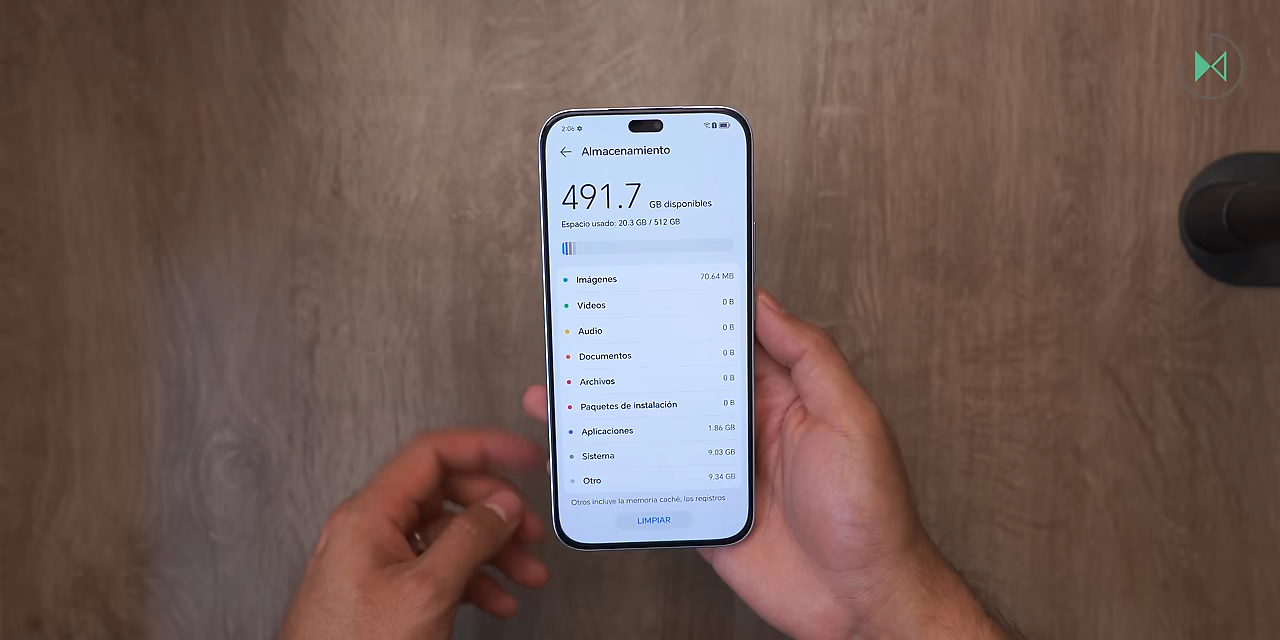 2:06
Almacenamiento
491.7 GB disponibles
Espacio usado: 20.3 GB / 512 GB
Imágenes 70.64 MB
Videos 0 B
Audio 0 B
Documentos 0 B
Archivos 0 B
Paquetes de instalación 0 B
Aplicaciones 1.86 GB
Sistema 9.03 GB
Otro 9.34 GB
Otros incluye la memoria caché, los registros
LIMPIAR